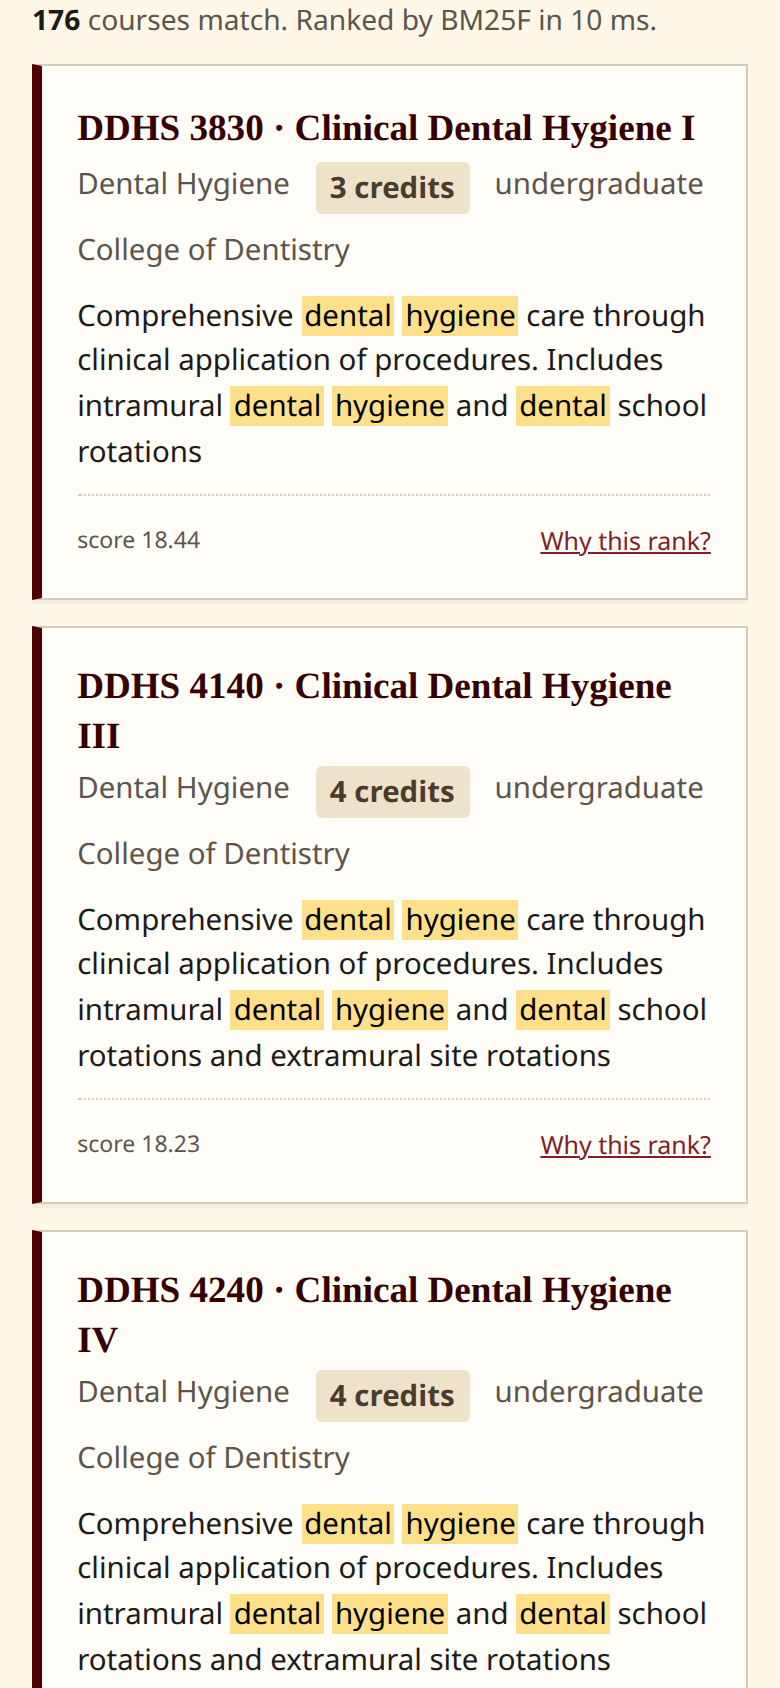 176 courses match. Ranked by BM25F in 10 ms.
DDHS 3830 · Clinical Dental Hygiene I
Dental Hygiene 3 credits undergraduate
College of Dentistry
Comprehensive dental hygiene care through
clinical application of procedures. Includes
intramural dental hygiene and dental school
rotations
score 18.44 Why this rank?
DDHS 4140 · Clinical Dental Hygiene
III
Dental Hygiene 4 credits undergraduate
College of Dentistry
Comprehensive dental hygiene care through
clinical application of procedures. Includes
intramural dental hygiene and dental school
rotations and extramural site rotations
score 18.23 Why this rank?
DDHS 4240 · Clinical Dental Hygiene
IV
Dental Hygiene 4 credits undergraduate
College of Dentistry
Comprehensive dental hygiene care through
clinical application of procedures. Includes
intramural dental hygiene and dental school
rotations and extramural site rotations